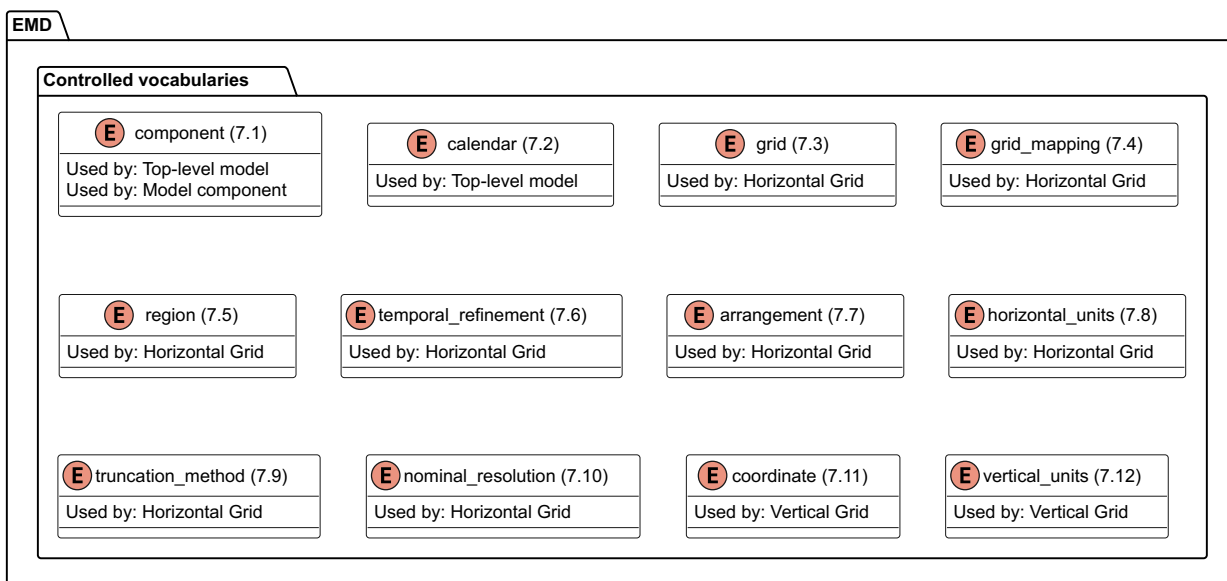 EMD
Controlled vocabularies
E component (7.1)
Used by: Top-level model
Used by: Model component
E calendar (7.2)
Used by: Top-level model
E grid (7.3)
Used by: Horizontal Grid
E grid_mapping (7.4)
Used by: Horizontal Grid
E region (7.5)
Used by: Horizontal Grid
E temporal_refinement (7.6)
Used by: Horizontal Grid
E arrangement (7.7)
Used by: Horizontal Grid
E horizontal_units (7.8)
Used by: Horizontal Grid
E truncation_method (7.9)
Used by: Horizontal Grid
E nominal_resolution (7.10)
Used by: Horizontal Grid
E coordinate (7.11)
Used by: Vertical Grid
E vertical_units (7.12)
Used by: Vertical Grid